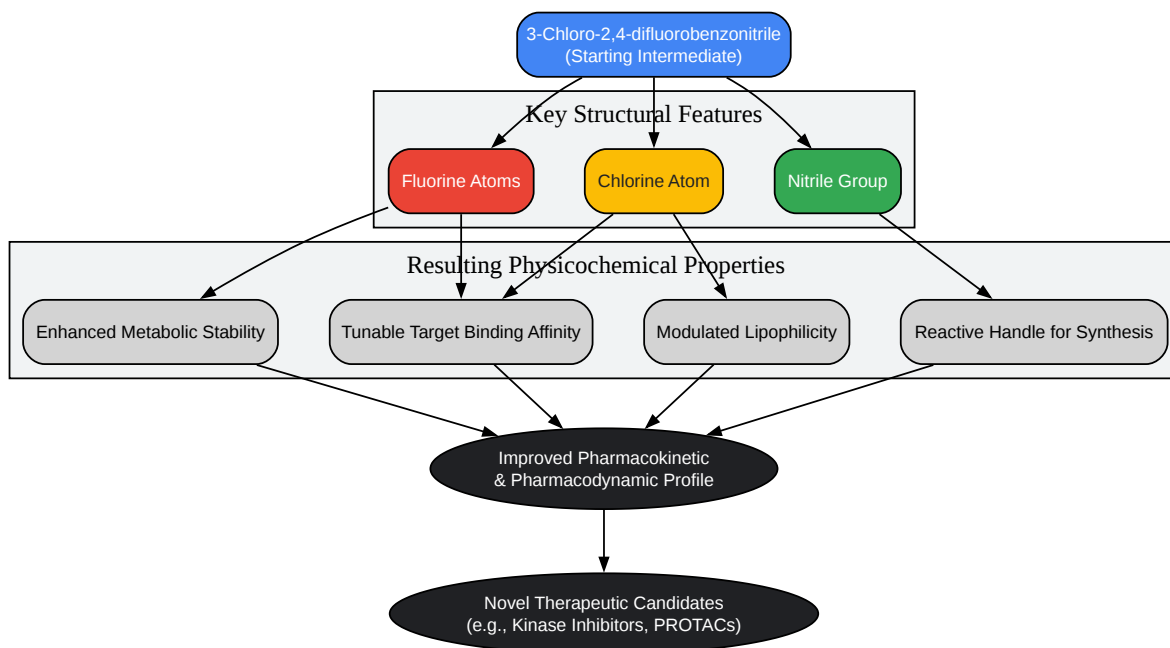 3-Chloro-2,4-difluorobenzonitrile
(Starting Intermediate)
Key Structural Features
Fluorine Atoms
Chlorine Atom
Nitrile Group
Resulting Physicochemical Properties
Enhanced Metabolic Stability
Tunable Target Binding Affinity
Modulated Lipophilicity
Reactive Handle for Synthesis
Improved Pharmacokinetic
& Pharmacodynamic Profile
Novel Therapeutic Candidates
(e.g., Kinase Inhibitors, PROTACs)